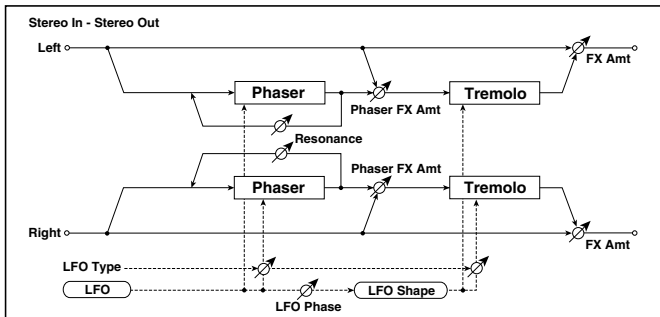 Stereo In - Stereo Out
Left
FX Amt
Phaser
Tremolo
Phaser FX Amt
Resonance
Phaser FX Amt
Phaser
Tremolo
Right
FX Amt
LFO Type
LFO
LFO Shape
LFO Phase